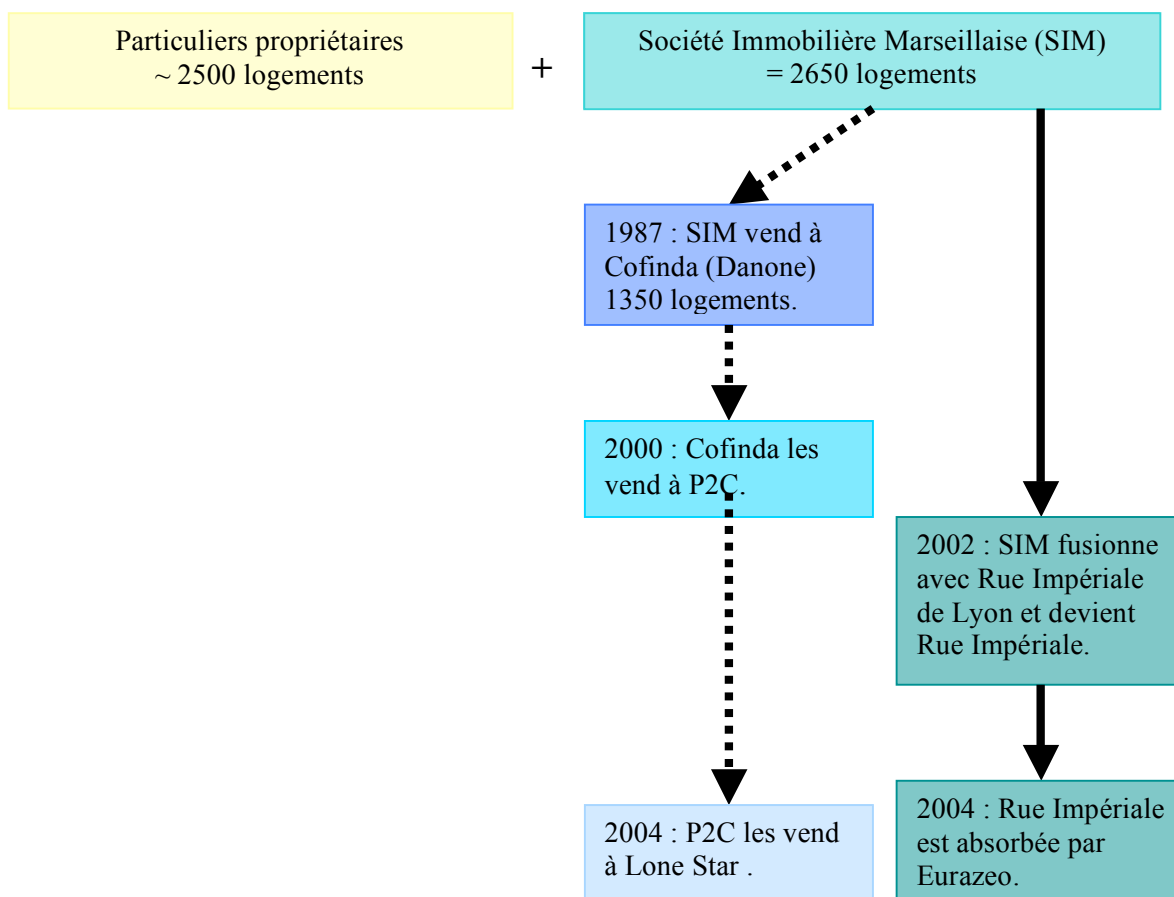 Particuliers propriétaires
~ 2500 logements
+
Société Immobilière Marseillaise (SIM)
= 2650 logements
1987 : SIM vend à
Cofinda (Danone)
1350 logements.
2000 : Cofinda les
vend à P2C.
2002 : SIM fusionne
avec Rue Impériale
de Lyon et devient
Rue Impériale.
2004 : P2C les vend
à Lone Star .
2004 : Rue Impériale
est absorbée par
Eurazeo.